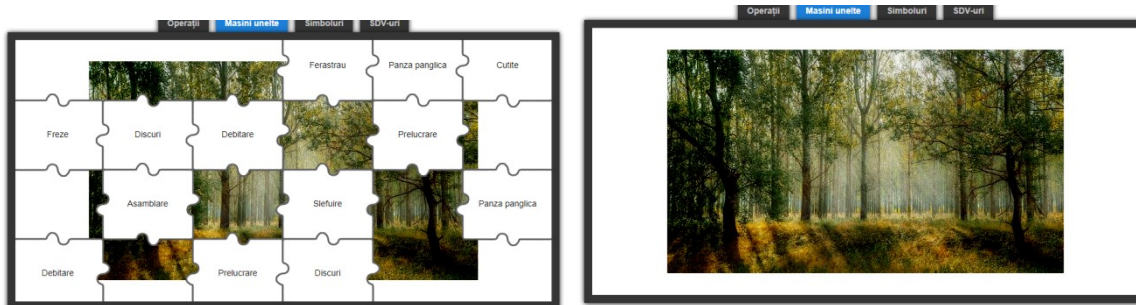 Operații Masini unelte Simboluri SDV-uri
Ferastrau Panza panglica Cutite
Freze Discuri Debitare Prelucrare
Asamblare Slefuire Panza panglica
Debitare Prelucrare Discuri
Operații Masini unelte Simboluri SDV-uri